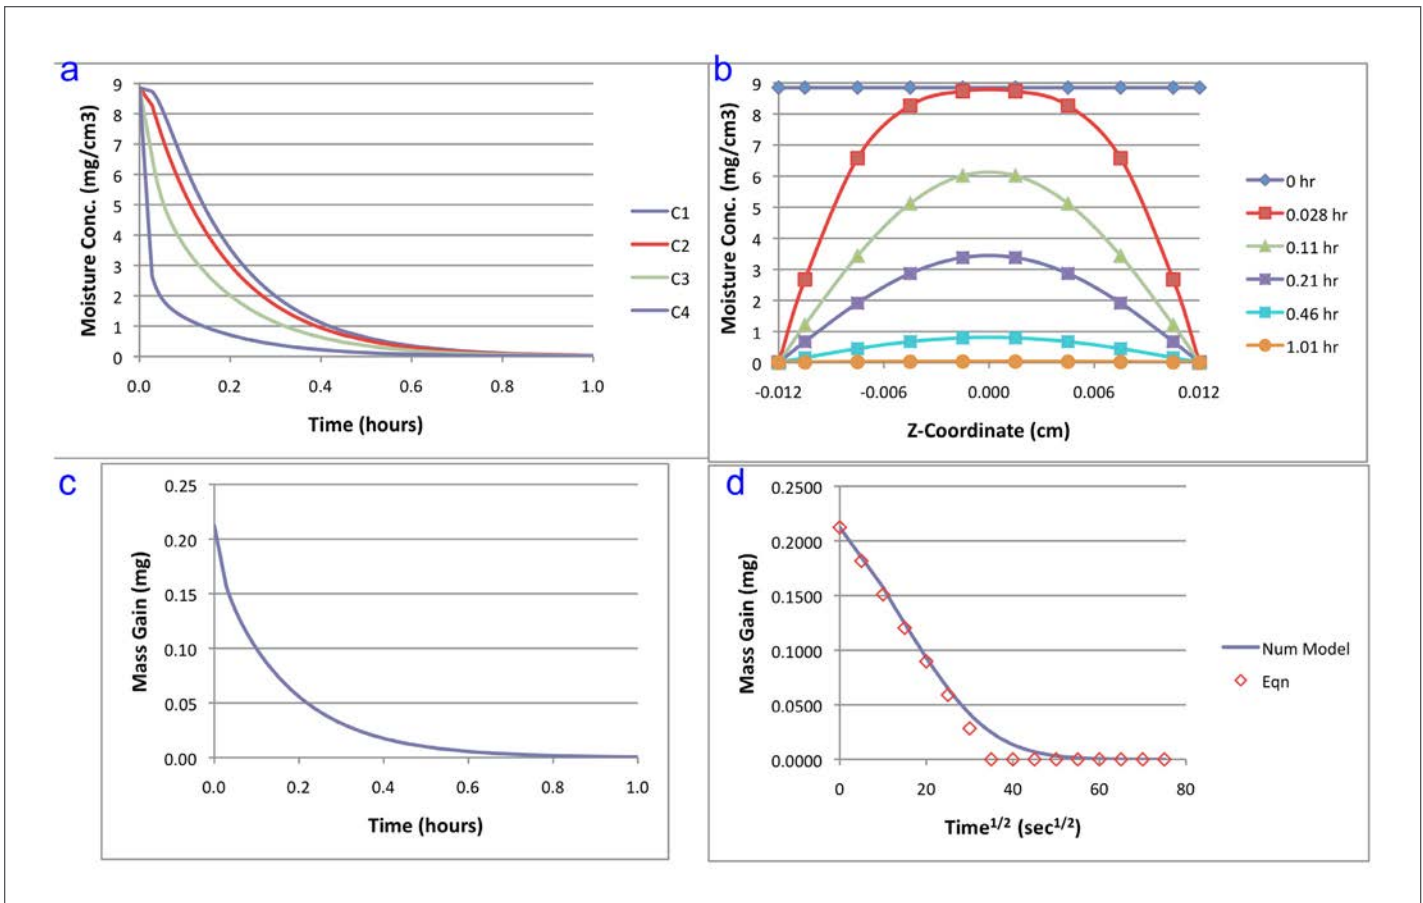 a
Moisture Conc. (mg/cm3)
9
8
7
6
5
4
3
2
1
0
0.0 0.2 0.4 0.6 0.8 1.0
Time (hours)
C1
C2
C3
C4
b
Moisture Conc. (mg/cm3)
9
8
7
6
5
4
3
2
1
0
-0.012 -0.006 0.000 0.006 0.012
Z-Coordinate (cm)
0 hr
0.028 hr
0.11 hr
0.21 hr
0.46 hr
1.01 hr
c
Mass Gain (mg)
0.25
0.20
0.15
0.10
0.05
0.00
0.0 0.2 0.4 0.6 0.8 1.0
Time (hours)
d
Mass Gain (mg)
0.2500
0.2000
0.1500
0.1000
0.0500
0.0000
0 20 40 60 80
Time¹/² (sec¹/²)
Num Model
Eqn